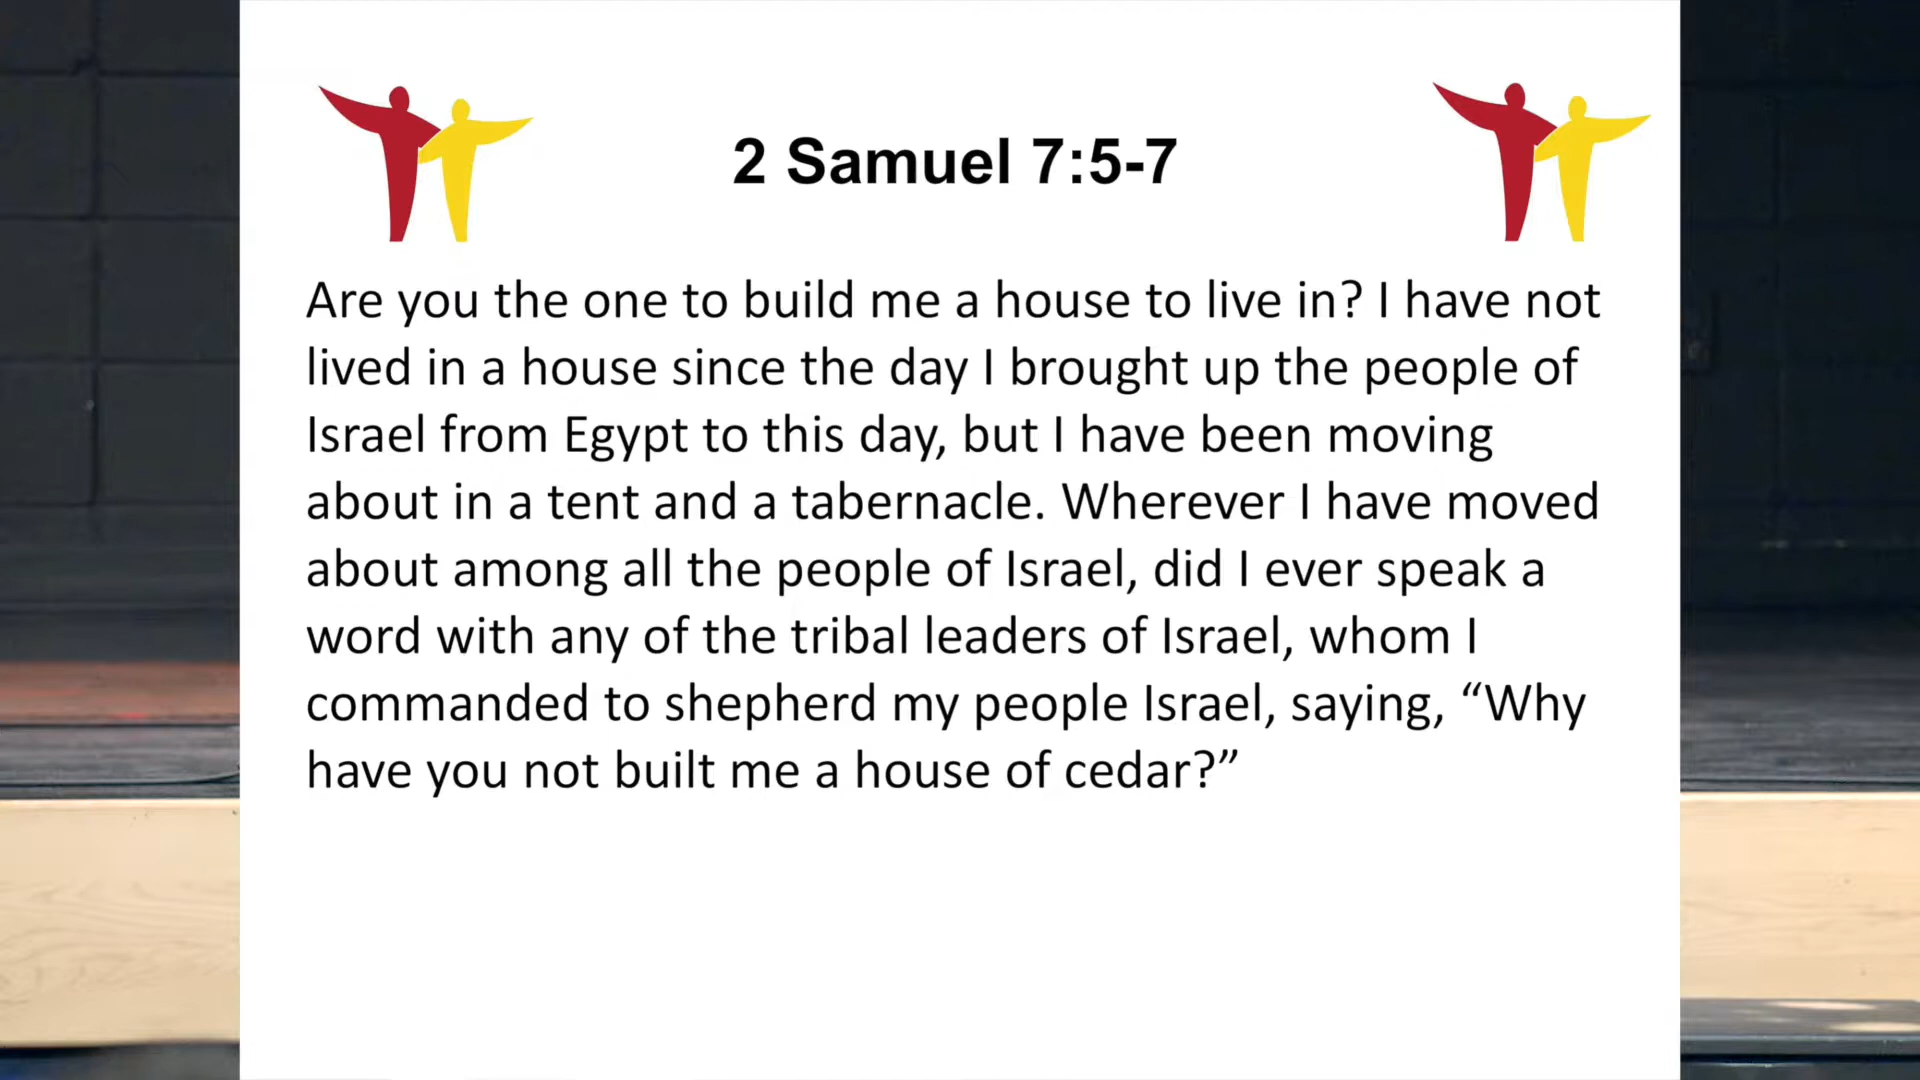 2 Samuel 7:5-7
Are you the one to build me a house to live in? I have not
lived in a house since the day I brought up the people of
Israel from Egypt to this day, but I have been moving
about in a tent and a tabernacle. Wherever I have moved
about among all the people of Israel, did I ever speak a
word with any of the tribal leaders of Israel, whom I
commanded to shepherd my people Israel, saying, “Why
have you not built me a house of cedar?”